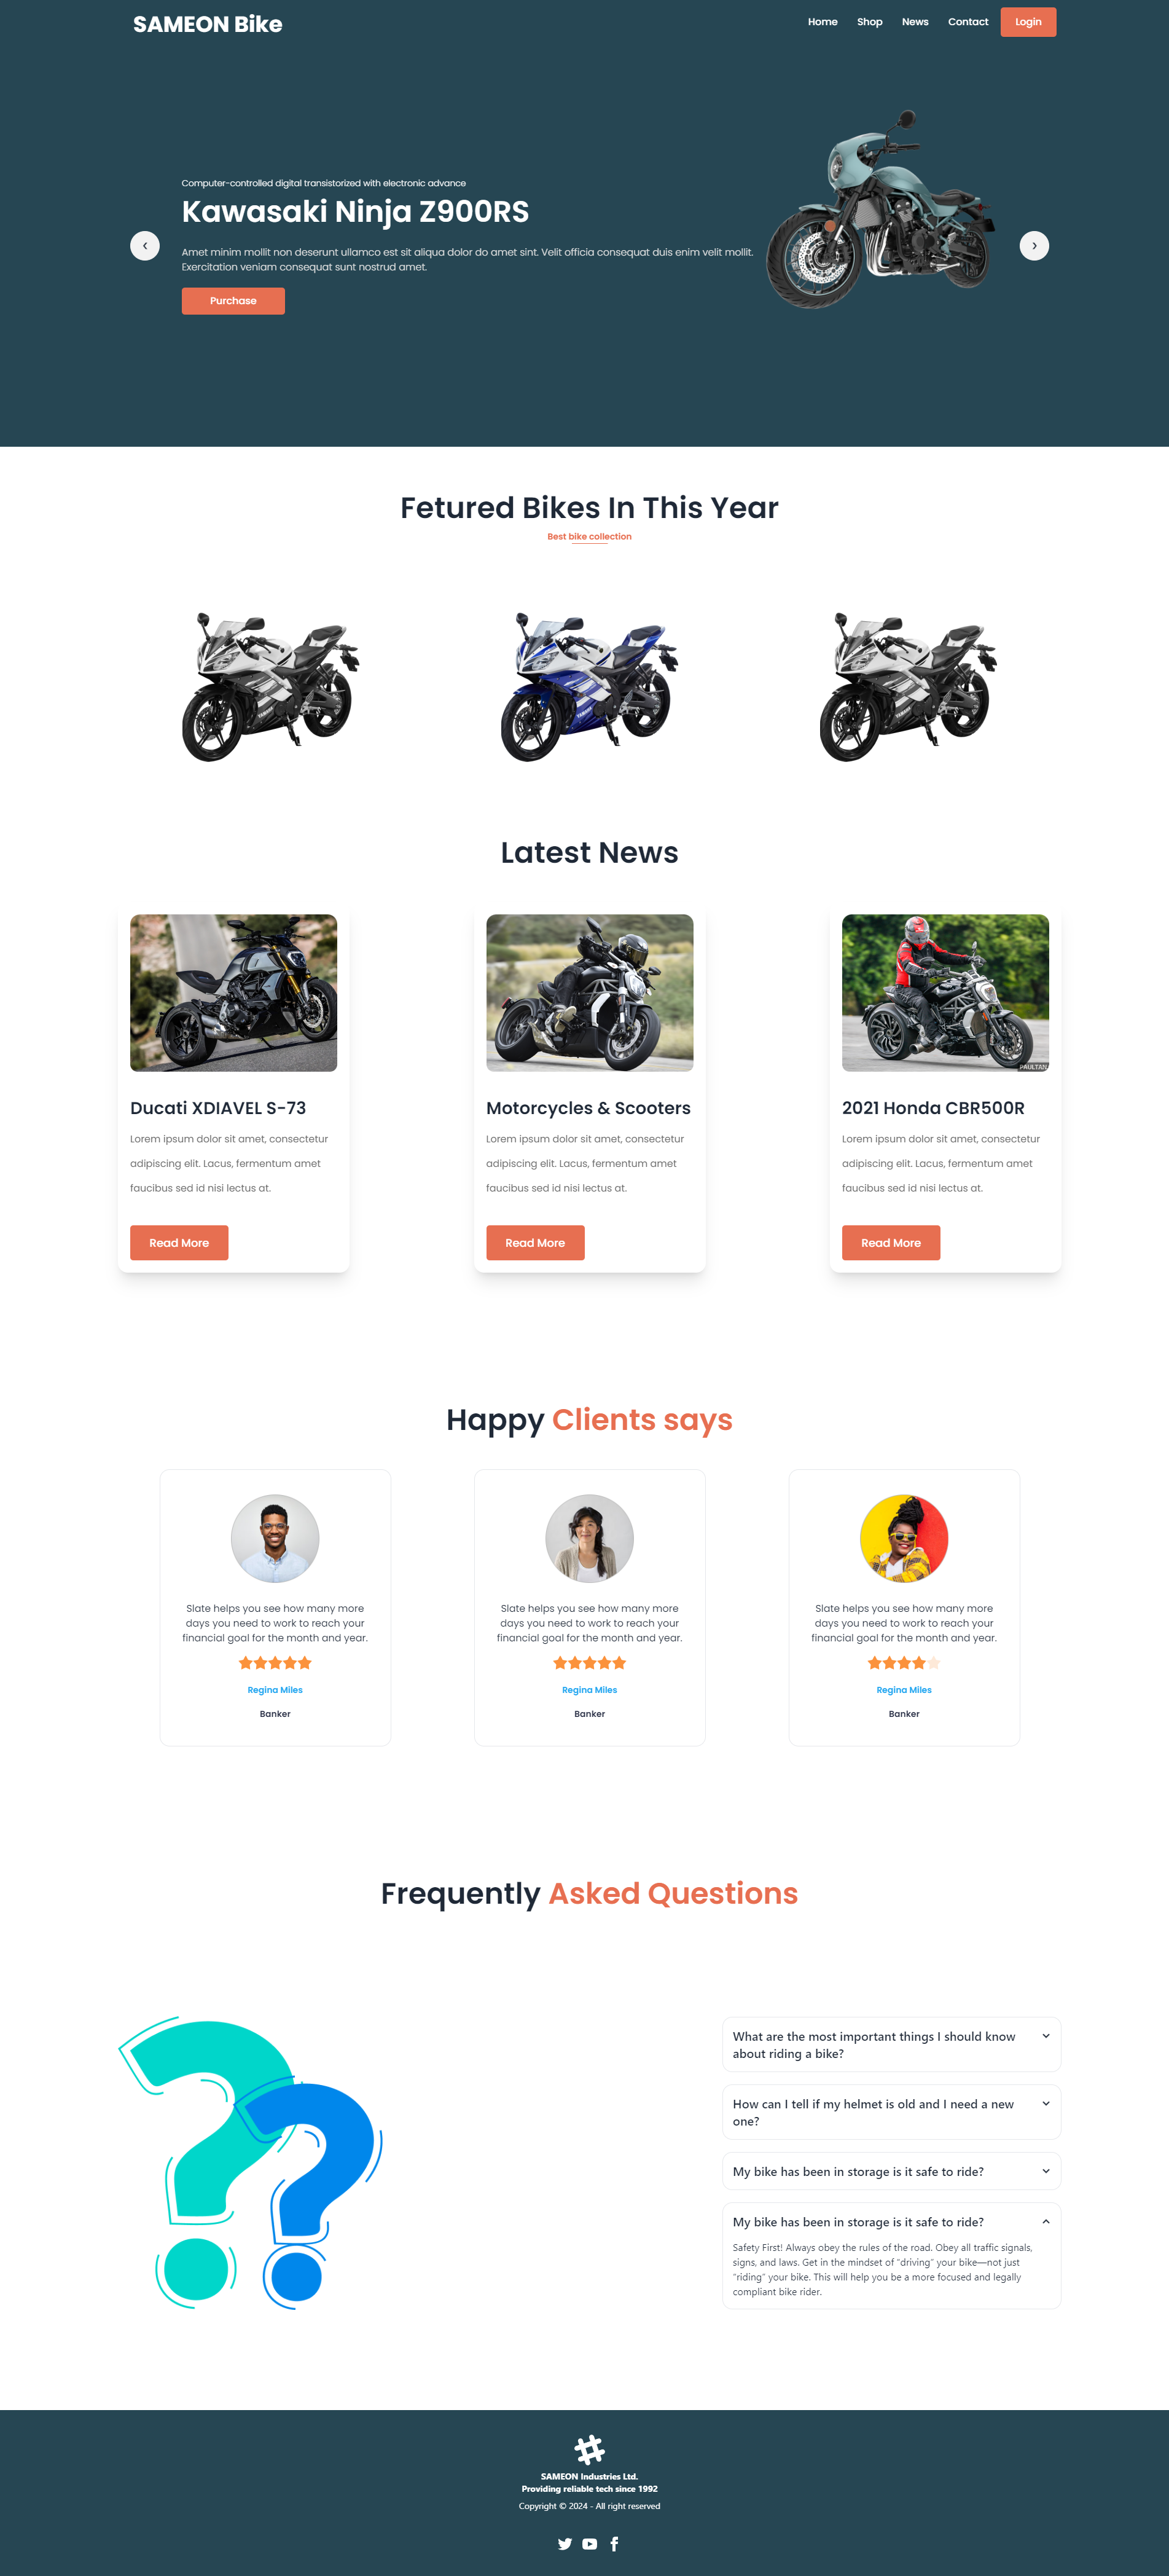 SAMEON Bike
Home
Shop
News
Contact
Login
Computer-controlled digital transistorized with electronic advance
Kawasaki Ninja Z900RS
Amet minim mollit non deserunt ullamco est sit aliqua dolor do amet sint. Velit officia consequat duis enim velit mollit.
Exercitation veniam consequat sunt nostrud amet.
Purchase
Fetured Bikes In This Year
Best bike collection
Latest News
PAULTAN
Ducati XDIAVEL S-73
Lorem ipsum dolor sit amet, consectetur
adipiscing elit. Lacus, fermentum amet
faucibus sed id nisi lectus at.
Read More
Motorcycles & Scooters
Lorem ipsum dolor sit amet, consectetur
adipiscing elit. Lacus, fermentum amet
faucibus sed id nisi lectus at.
Read More
2021 Honda CBR500R
Lorem ipsum dolor sit amet, consectetur
adipiscing elit. Lacus, fermentum amet
faucibus sed id nisi lectus at.
Read More
Happy Clients says
Slate helps you see how many more
days you need to work to reach your
financial goal for the month and year.
Regina Miles
Banker
Slate helps you see how many more
days you need to work to reach your
financial goal for the month and year.
Regina Miles
Banker
Slate helps you see how many more
days you need to work to reach your
financial goal for the month and year.
Regina Miles
Banker
Frequently Asked Questions
What are the most important things I should know
about riding a bike?
How can I tell if my helmet is old and I need a new
one?
My bike has been in storage is it safe to ride?
My bike has been in storage is it safe to ride?
Safety First! Always obey the rules of the road. Obey all traffic signals,
signs, and laws. Get in the mindset of “driving” your bike—not just
“riding” your bike. This will help you be a more focused and legally
compliant bike rider.
SAMEON Industries Ltd.
Providing reliable tech since 1992
Copyright © 2024 - All right reserved